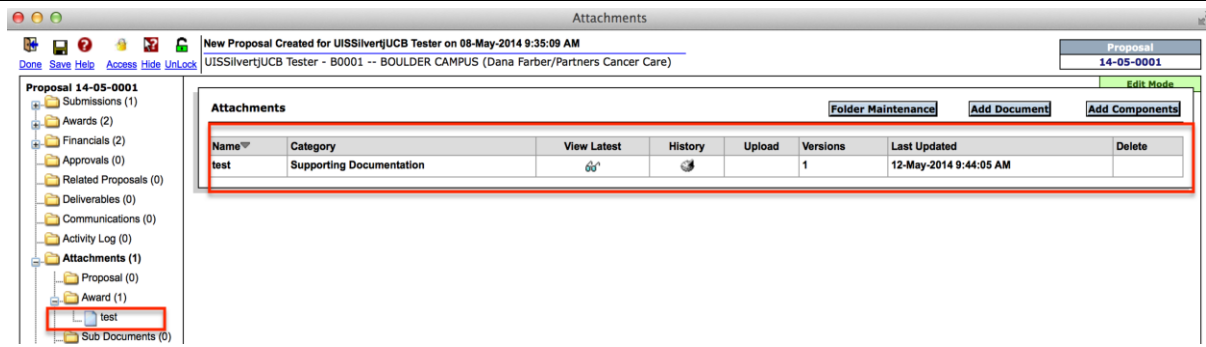 Attachments
Done Save Help Access Hide UnLock
New Proposal Created for UISSilvertjUCB Tester on 08-May-2014 9:35:09 AM
UISSilvertjUCB Tester - B0001 -- BOULDER CAMPUS (Dana Farber/Partners Cancer Care)
Proposal
14-05-0001
Edit Mode
Proposal 14-05-0001
Submissions (1)
Awards (2)
Financials (2)
Approvals (0)
Related Proposals (0)
Deliverables (0)
Communications (0)
Activity Log (0)
Attachments (1)
Proposal (0)
Award (1)
test
Sub Documents (0)
Attachments
Folder Maintenance Add Document Add Components
Name Category View Latest History Upload Versions Last Updated Delete
test Supporting Documentation 1 12-May-2014 9:44:05 AM